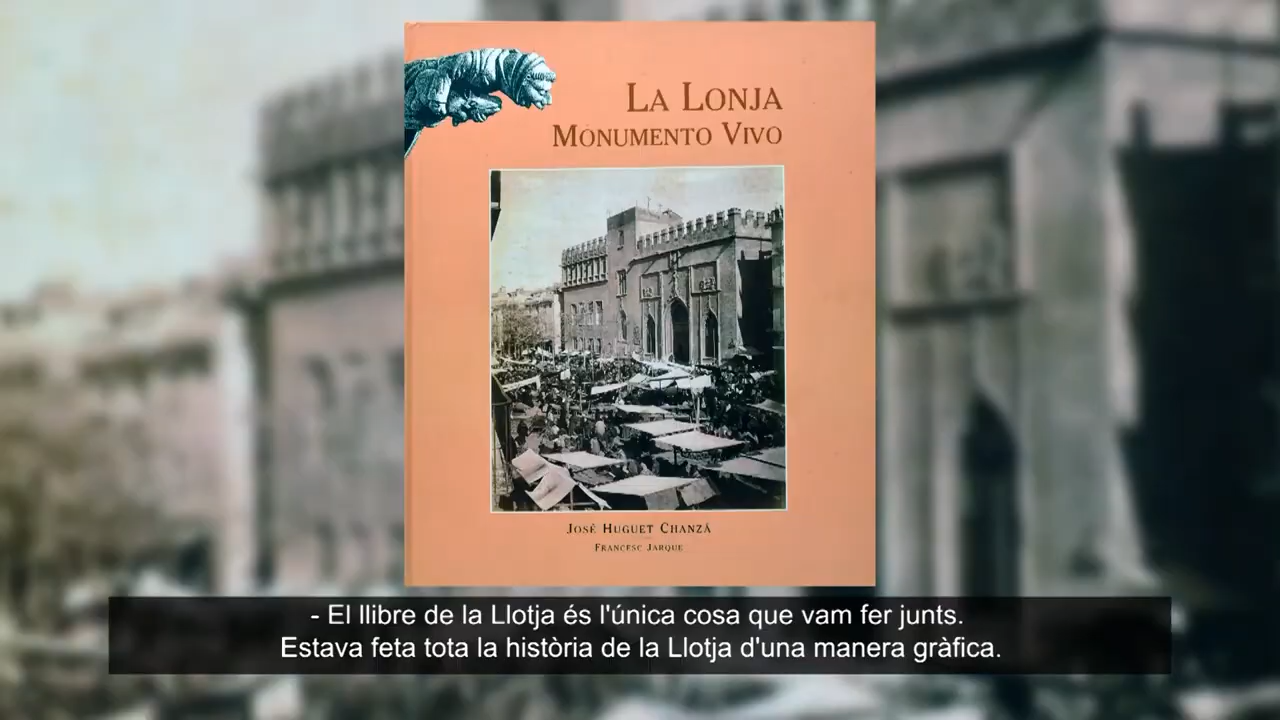 LA LONJA
MONUMENTO VIVO
JOSÉ HUGUET CHANZÁ
FRANCESC JARQUE
- El llibre de la Llotja és l'única cosa que vam fer junts.
Estava feta tota la història de la Llotja d'una manera gràfica.